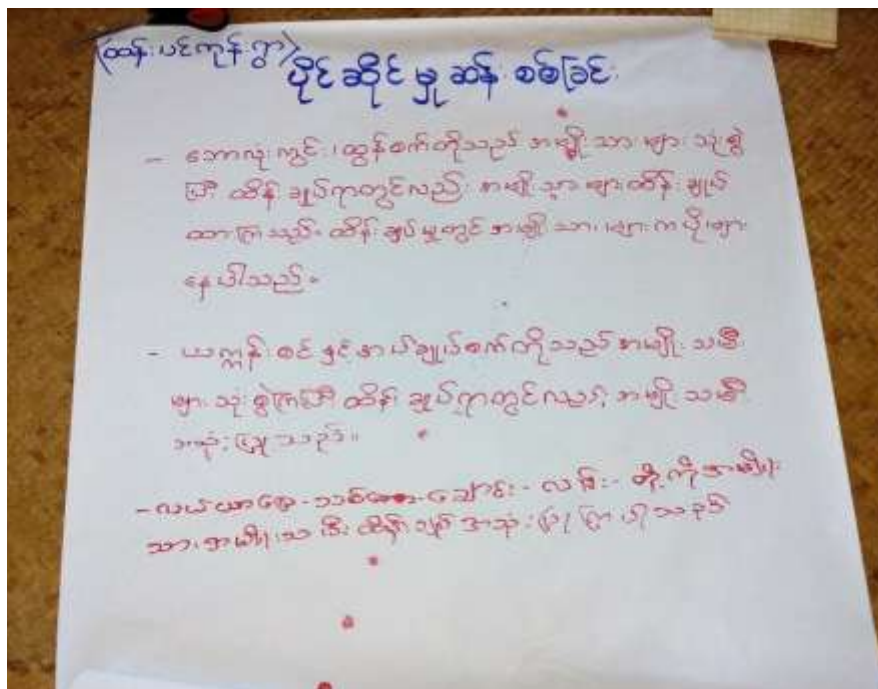 (ထန်းပင်ကုန်းရွာ)
ပိုင်ဆိုင်မှုဆန်းစစ်ခြင်း
- ဘောလုံးကွင်း၊ ထွန်စက်တို့သည် အမျိုးသားများ သုံးစွဲ
ပြီး ထိန်းချုပ်ရာတွင်လည်း အမျိုးသားများထိန်းချုပ်
ထားကြသည်။ ထိန်းချုပ်မှုတွင် အမျိုးသားများက ပိုများ
နေပါသည်။
- ယက္ကန်းစင်နှင့် အပ်ချုပ်စက်တို့သည် အမျိုးသမီး
များ သုံးစွဲကြပြီး ထိန်းချုပ်ရာတွင်လည်း အမျိုးသမီး
အသုံးပြုသည်။
- လယ်ယာမြေ - သစ် - ချောင်း - လမ်း - တို့ကို အမျိုး
သား၊ အမျိုးသမီး ထိန်းချုပ် အသုံးပြုကြပါသည်